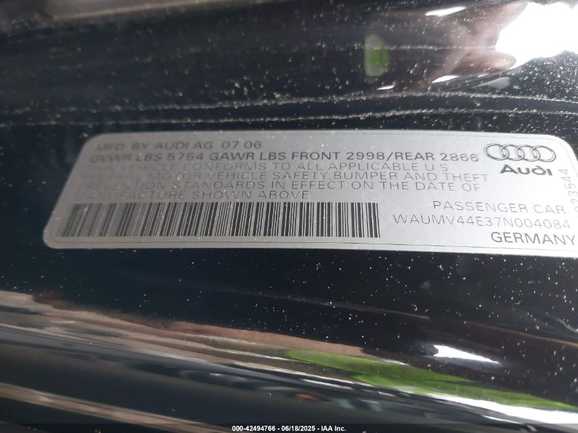 MFD BY AUDI AG 07 06
GVWR LBS 5754 GAWR LBS FRONT 2998/REAR 2866
CONFORMS TO ALL APPLICABLE U.S
VEHICLE SAFETY, BUMPER AND THEFT
STANDARDS IN EFFECT ON THE DATE
SHOWN ABOVE
Audi
PASSENGER CAR
WAUMV44E37N004084
GERMANY
000-42494766 - 06/18/2025 - IAA Inc.